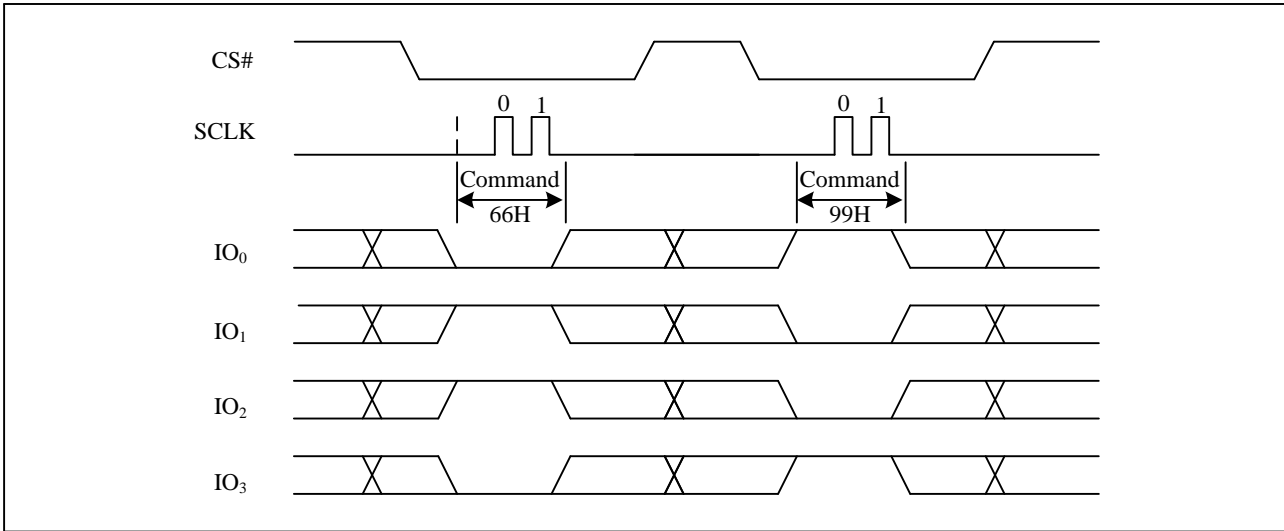 CS#
0 1 0 1
SCLK
Command Command
66H 99H
IO₀
IO₁
IO₂
IO₃